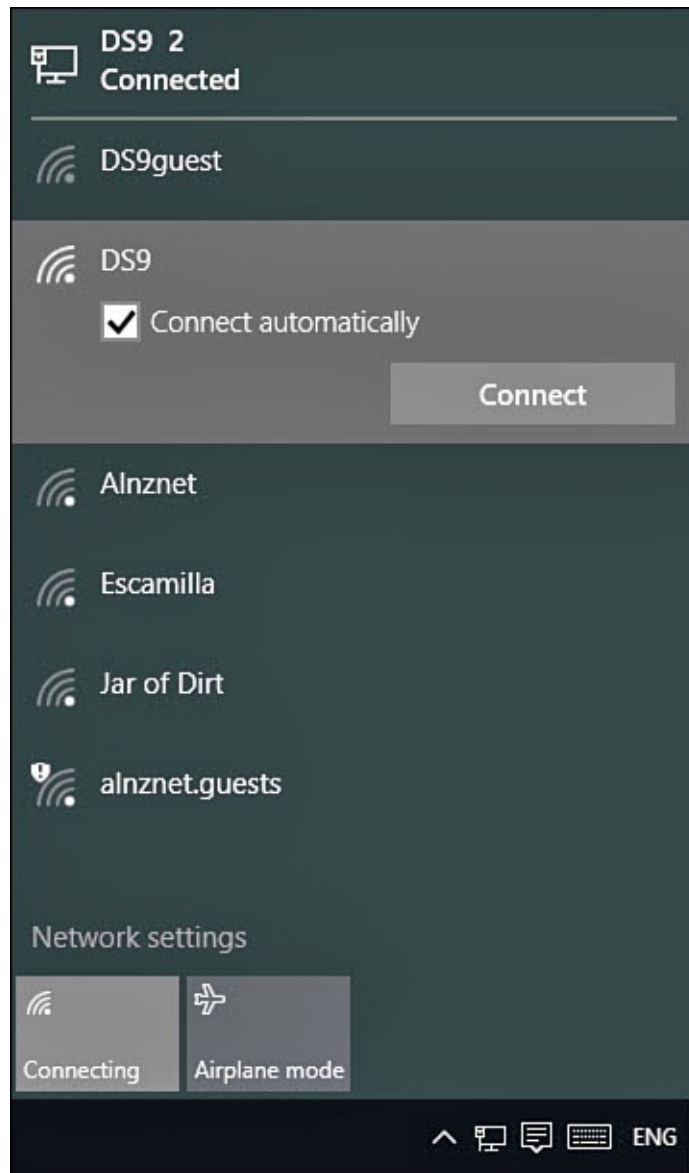 DS9 2
Connected
DS9guest
DS9
Connect automatically
Connect
Alnznet
Escamilla
Jar of Dirt
alnznet.guests
Network settings
Connecting
Airplane mode
ENG